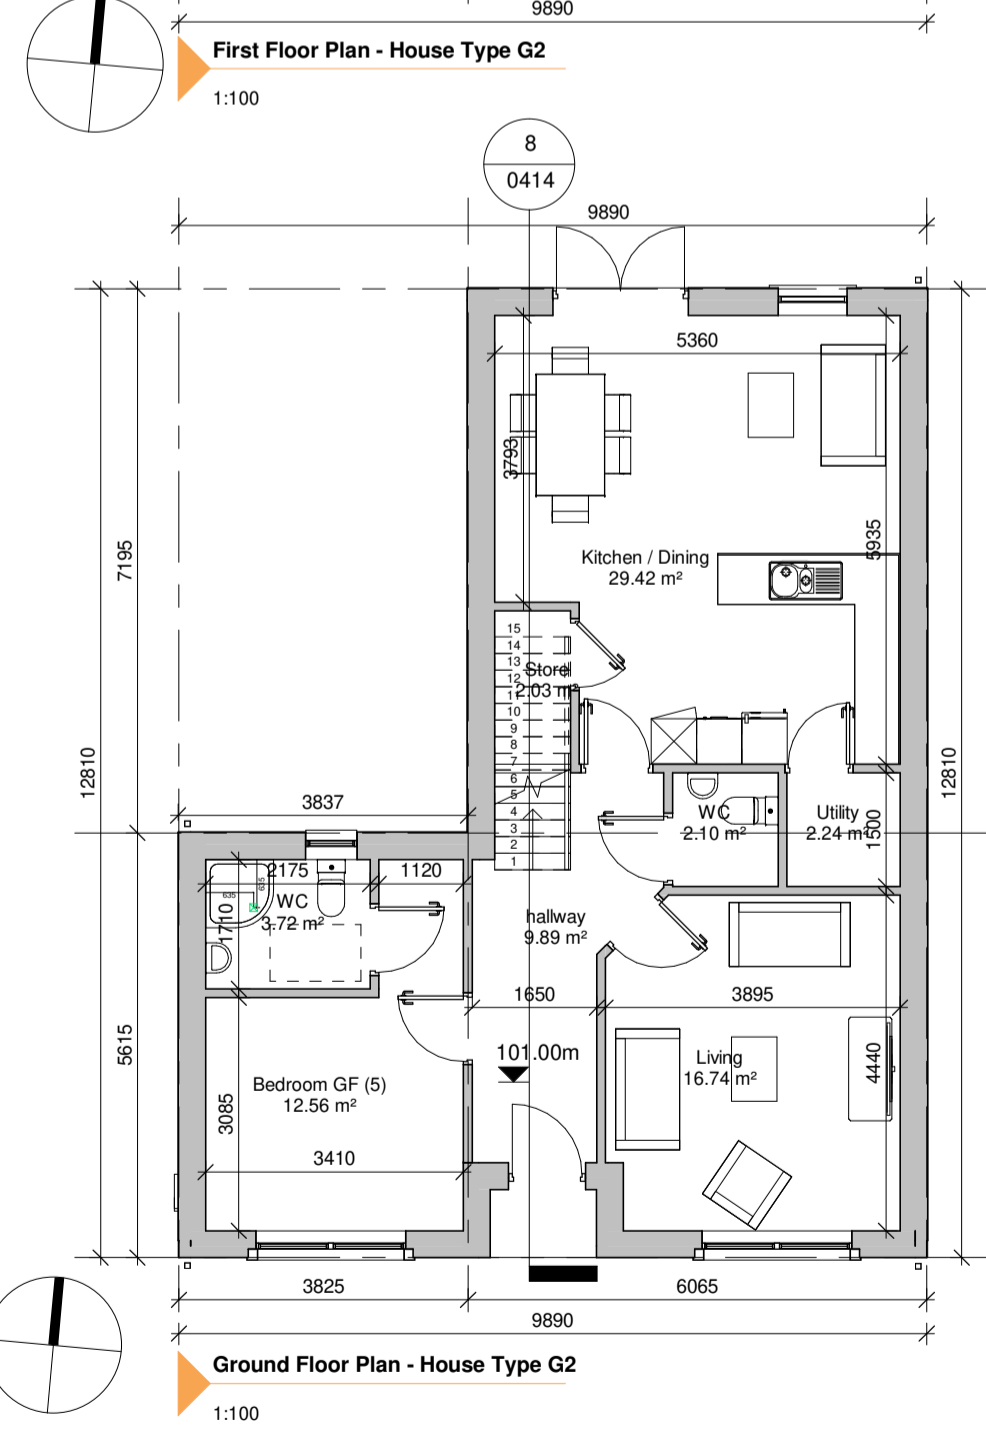 9890
First Floor Plan - House Type G2
1:100
8
0414
9890
5360
3793
Kitchen / Dining
29.42 m²
5935
7195
15
14
13
12
11
10
9
8
7
6
5
4
3
2
1
Store
2.03 m
12810
12810
3837
WC
2.10 m²
Utility
2.24 m²
1500
2175
1120
635
635
WC
3.72 m²
1710
hallway
9.89 m²
1650
3895
101.00m
Living
16.74 m²
4440
5615
Bedroom GF (5)
12.56 m²
3085
3410
3825
6065
9890
Ground Floor Plan - House Type G2
1:100